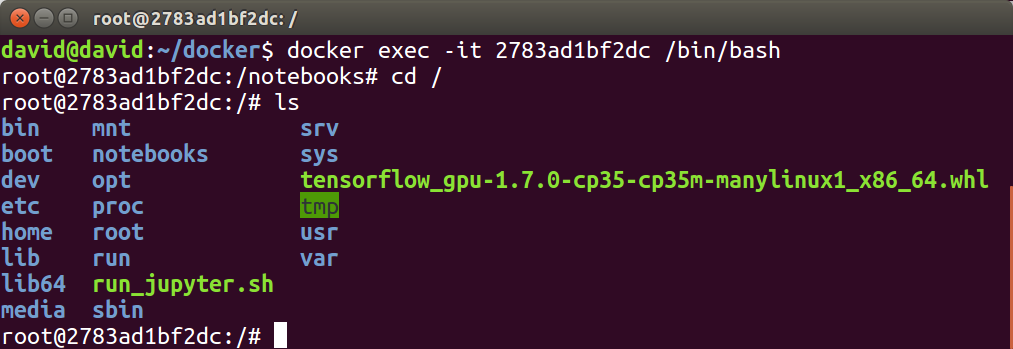 root@2783ad1bf2dc: /
david@david:~/docker$ docker exec -it 2783ad1bf2dc /bin/bash
root@2783ad1bf2dc:/notebooks# cd /
root@2783ad1bf2dc:/# ls
bin    mnt             srv
boot   notebooks       sys
dev    opt             tensorflow_gpu-1.7.0-cp35-cp35m-manylinux1_x86_64.whl
etc    proc            tmp
home   root            usr
lib    run             var
lib64  run_jupyter.sh
media  sbin
root@2783ad1bf2dc:/#